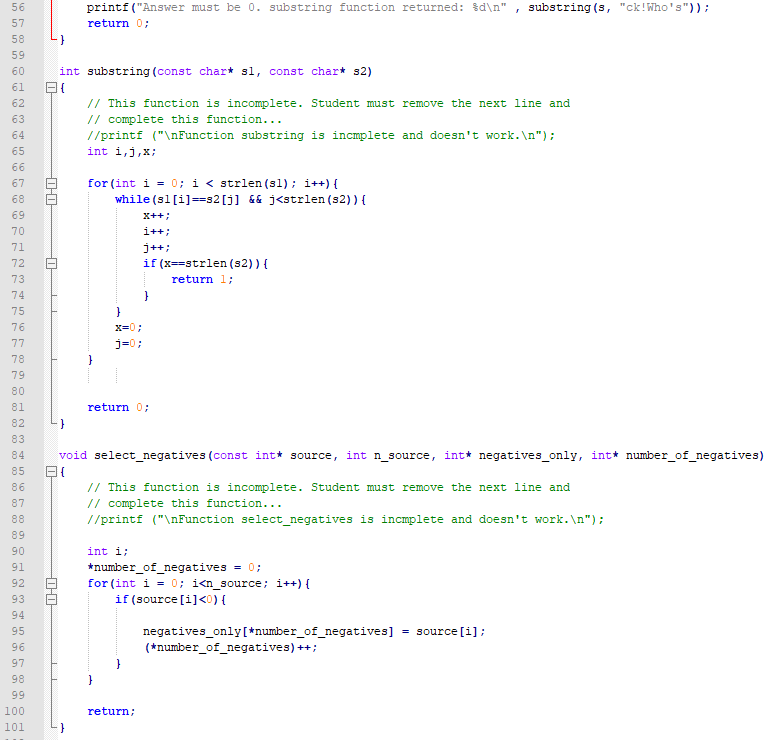 56 printf("Answer must be 0. substring function returned: %d\n" , substring(s, "ck!Who's"));
57 return 0;
58 }
59
60 int substring(const char* s1, const char* s2)
61 {
62 // This function is incomplete. Student must remove the next line and
63 // complete this function...
64 //printf ("\nFunction substring is incmplete and doesn't work.\n");
65 int i,j,x;
66
67 for(int i = 0; i < strlen(s1); i++){
68 while(s1[i]==s2[j] && j<strlen(s2)){
69 x++;
70 i++;
71 j++;
72 if(x==strlen(s2)){
73 return 1;
74 }
75 }
76 x=0;
77 j=0;
78 }
79
80
81 return 0;
82 }
83
84 void select_negatives(const int* source, int n_source, int* negatives_only, int* number_of_negatives)
85 {
86 // This function is incomplete. Student must remove the next line and
87 // complete this function...
88 //printf ("\nFunction select_negatives is incmplete and doesn't work.\n");
89
90 int i;
91 *number_of_negatives = 0;
92 for(int i = 0; i<n_source; i++){
93 if(source[i]<0){
94
95 negatives_only[*number_of_negatives] = source[i];
96 (*number_of_negatives)++;
97 }
98 }
99
100 return;
101 }